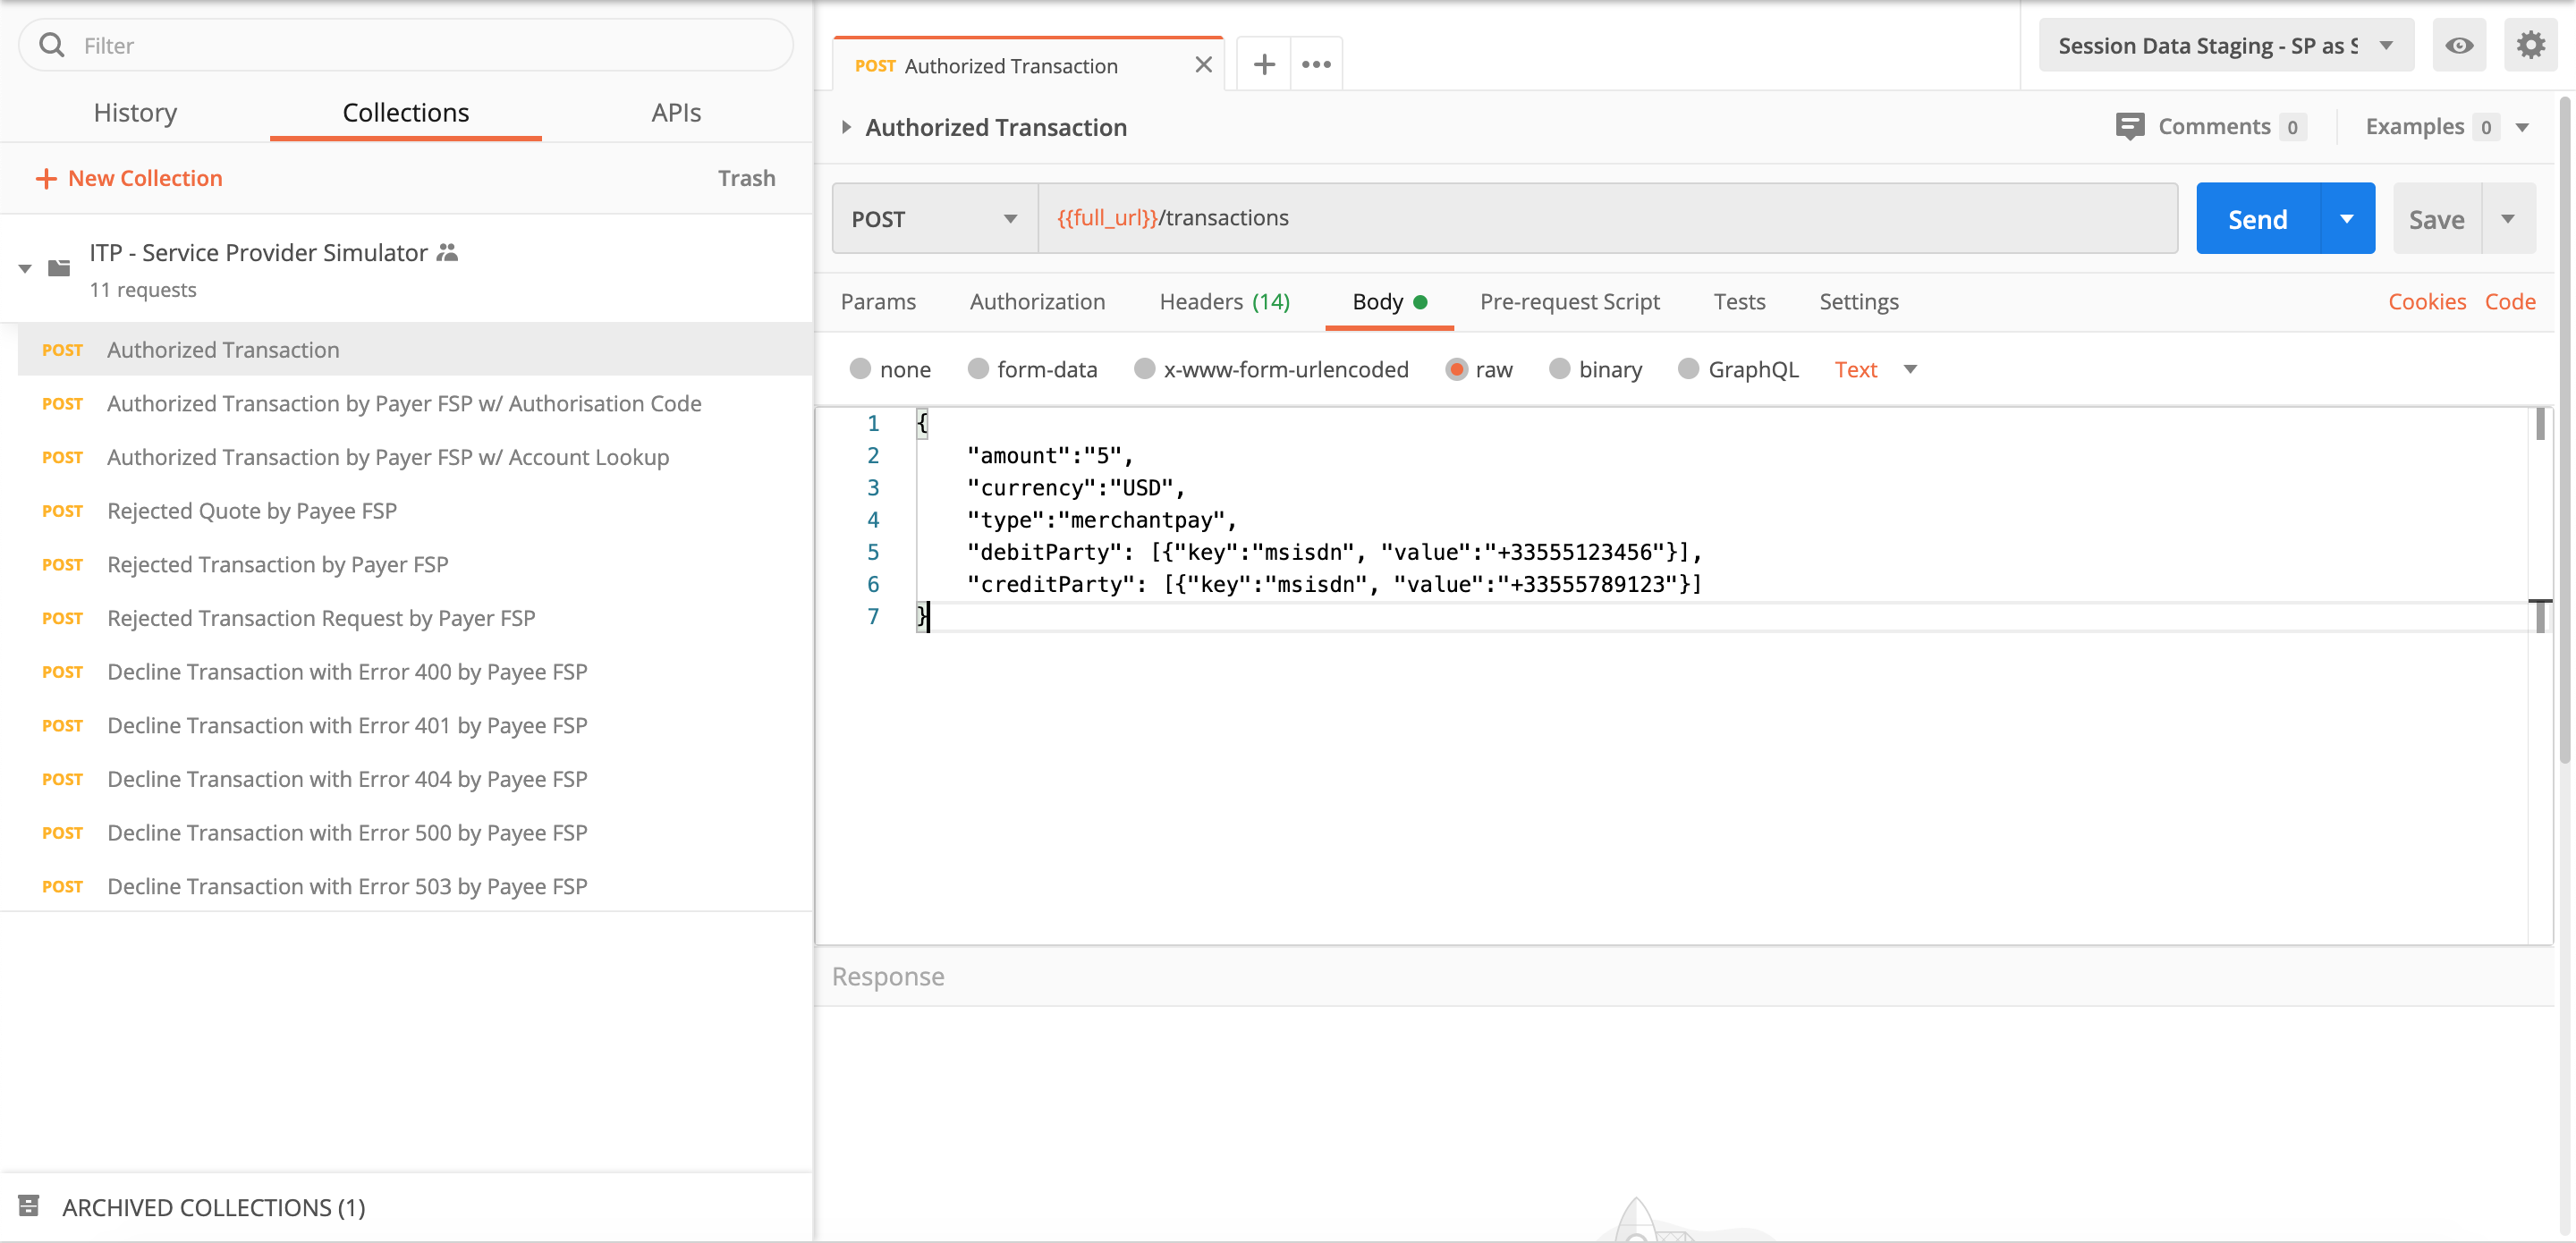 Filter
History Collections APIs
+ New Collection Trash
ITP - Service Provider Simulator
11 requests
POST Authorized Transaction
POST Authorized Transaction by Payer FSP w/ Authorisation Code
POST Authorized Transaction by Payer FSP w/ Account Lookup
POST Rejected Quote by Payee FSP
POST Rejected Transaction by Payer FSP
POST Rejected Transaction Request by Payer FSP
POST Decline Transaction with Error 400 by Payee FSP
POST Decline Transaction with Error 401 by Payee FSP
POST Decline Transaction with Error 404 by Payee FSP
POST Decline Transaction with Error 500 by Payee FSP
POST Decline Transaction with Error 503 by Payee FSP
ARCHIVED COLLECTIONS (1)
POST Authorized Transaction
Session Data Staging - SP as S
Authorized Transaction
Comments 0 Examples 0
POST {{full_url}}/transactions Send Save
Params Authorization Headers (14) Body Pre-request Script Tests Settings Cookies Code
none form-data x-www-form-urlencoded raw binary GraphQL Text
1 {
2 "amount":"5",
3 "currency":"USD",
4 "type":"merchantpay",
5 "debitParty": [{"key":"msisdn", "value":"+33555123456"}],
6 "creditParty": [{"key":"msisdn", "value":"+33555789123"}]
7 }
Response